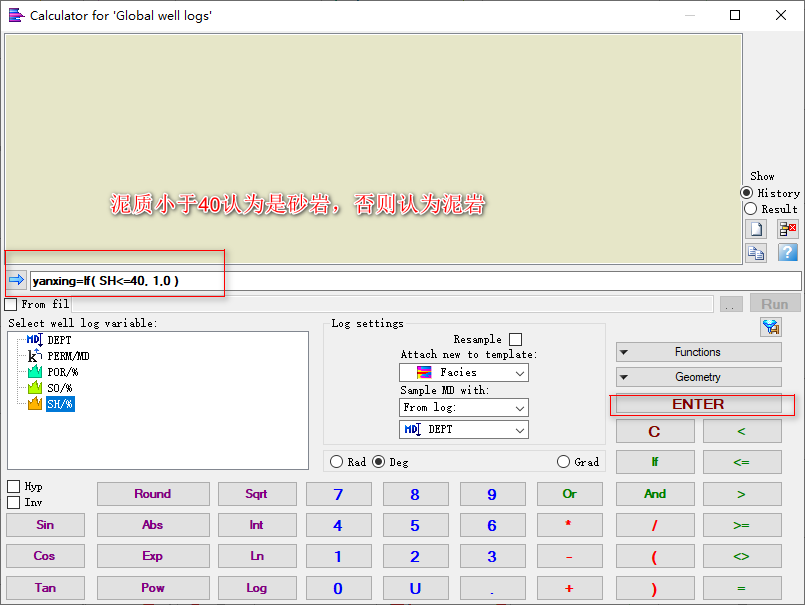 Calculator for 'Global well logs'
泥质小于40认为是砂岩，否则认为泥岩
Show
History
Result
yanxing=If( SH<=40, 1,0 )
From fil
..
Run
Select well log variable:
MD DEPT
k PERM/MD
POR/%
SO/%
SH/%
Log settings
Resample
Attach new to template:
Facies
Sample MD with:
From log:
MD DEPT
Rad
Deg
Grad
Functions
Geometry
ENTER
C <
If <=
Hyp
Inv
Round Sqrt 7 8 9 Or And >
Sin Abs Int 4 5 6 * / >=
Cos Exp Ln 1 2 3 - ( <>
Tan Pow Log 0 U . + ) =
?